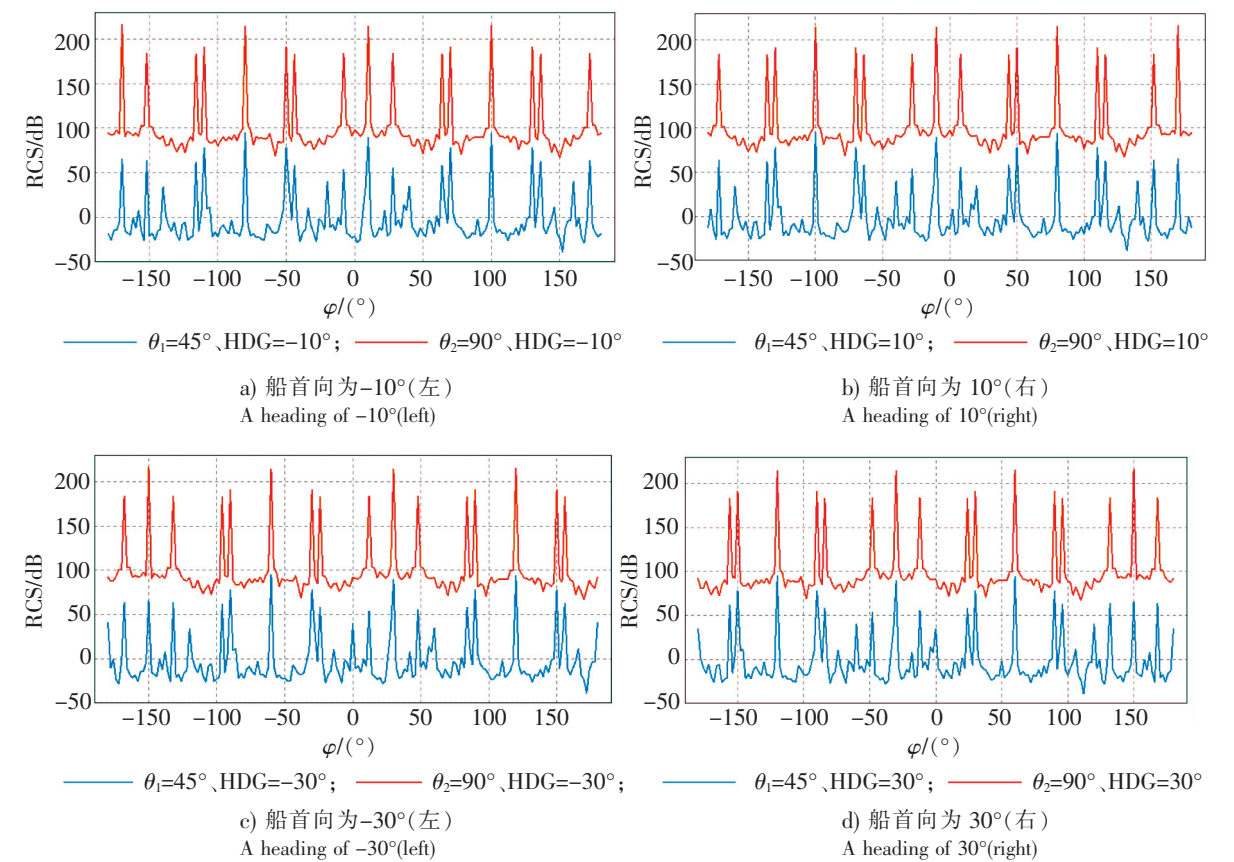 RCS/dB
200
150
100
50
0
−50
−150 −100 −50 0 50 100 150
φ/(°)
θ1=45°、HDG=−10°; θ2=90°、HDG=−10°
a) 船首向为−10°(左)
A heading of −10°(left)
RCS/dB
200
150
100
50
0
−50
−150 −100 −50 0 50 100 150
φ/(°)
θ1=45°、HDG=10°; θ2=90°、HDG=10°
b) 船首向为 10°(右)
A heading of 10°(right)
RCS/dB
200
150
100
50
0
−50
−150 −100 −50 0 50 100 150
φ/(°)
θ1=45°、HDG=−30°; θ2=90°、HDG=−30°;
c) 船首向为−30°(左)
A heading of −30°(left)
RCS/dB
200
150
100
50
0
−50
−150 −100 −50 0 50 100 150
φ/(°)
θ1=45°、HDG=30°; θ2=90°、HDG=30°
d) 船首向为 30°(右)
A heading of 30°(right)